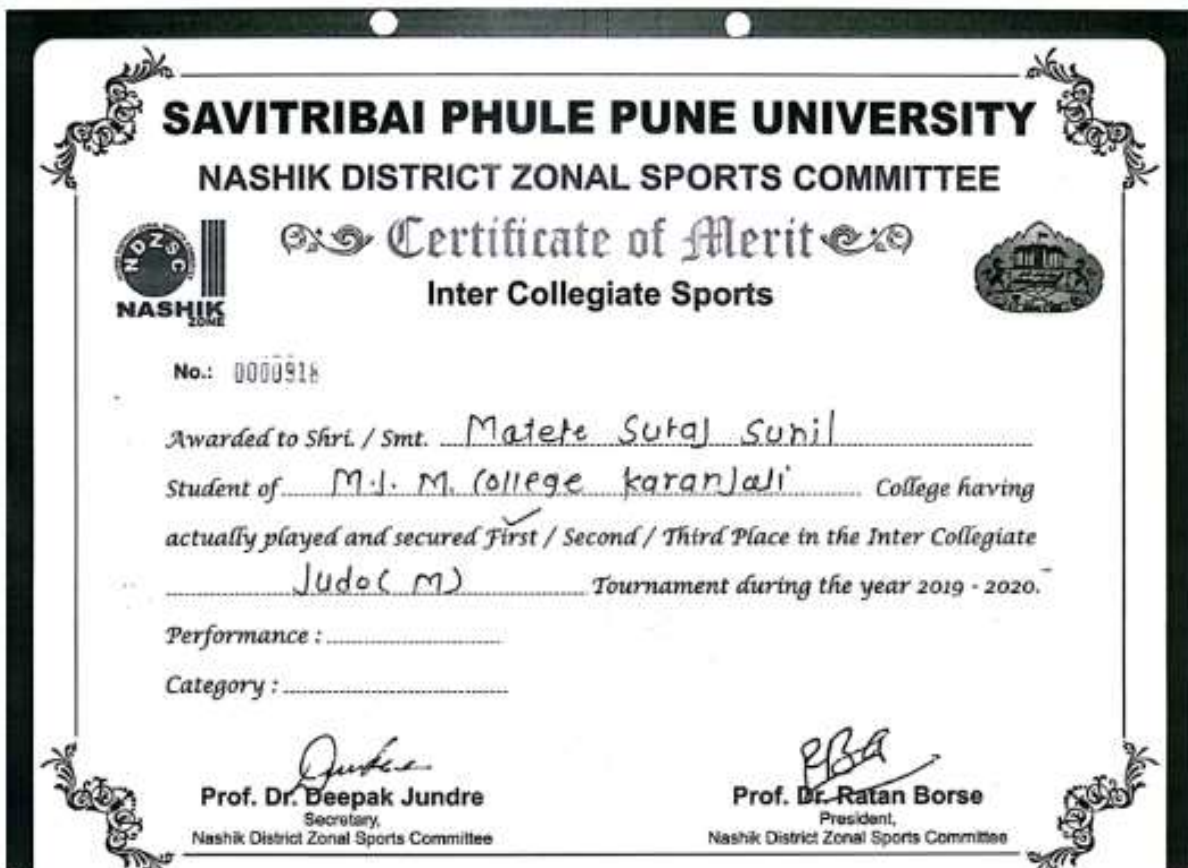 SAVITRIBAI PHULE PUNE UNIVERSITY
NASHIK DISTRICT ZONAL SPORTS COMMITTEE
Certificate of Merit
Inter Collegiate Sports
NDZSC
NASHIK
ZONE
No.: 0000918
Awarded to Shri. / Smt. Matere Suraj Sunil
Student of M.J. M. College karanjali College having
actually played and secured First / Second / Third Place in the Inter Collegiate
Judo( M) Tournament during the year 2019 - 2020.
Performance :
Category :
Prof. Dr. Deepak Jundre
Secretary,
Nashik District Zonal Sports Committee
Prof. Dr. Ratan Borse
President,
Nashik District Zonal Sports Committee